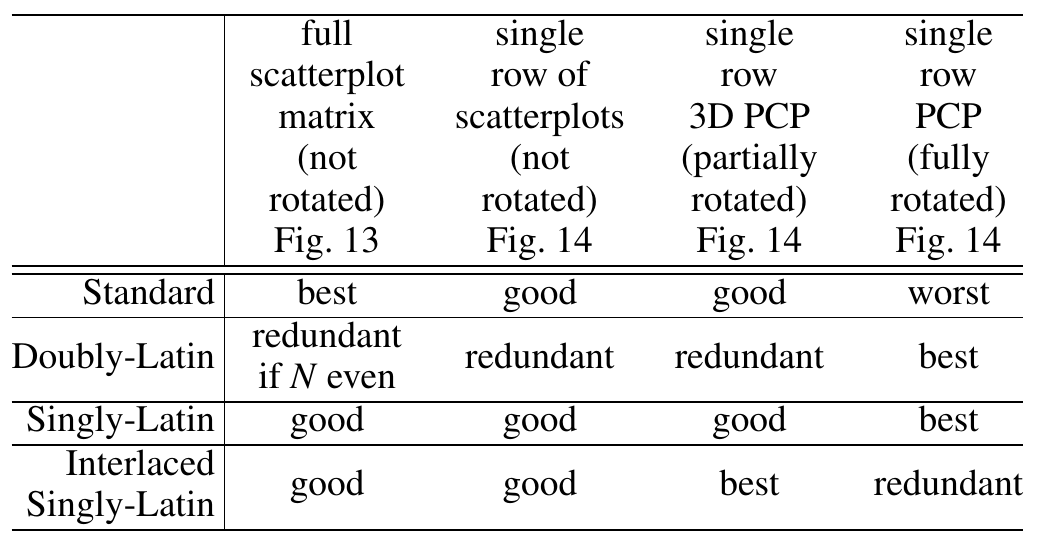 full single single single
scatterplot row of row row
matrix scatterplots 3D PCP PCP
(not (not (partially (fully
rotated) rotated) rotated) rotated)
Fig. 13 Fig. 14 Fig. 14 Fig. 14
Standard best good good worst
Doubly-Latin redundant if N even redundant redundant best
Singly-Latin good good good best
Interlaced
Singly-Latin good good best redundant